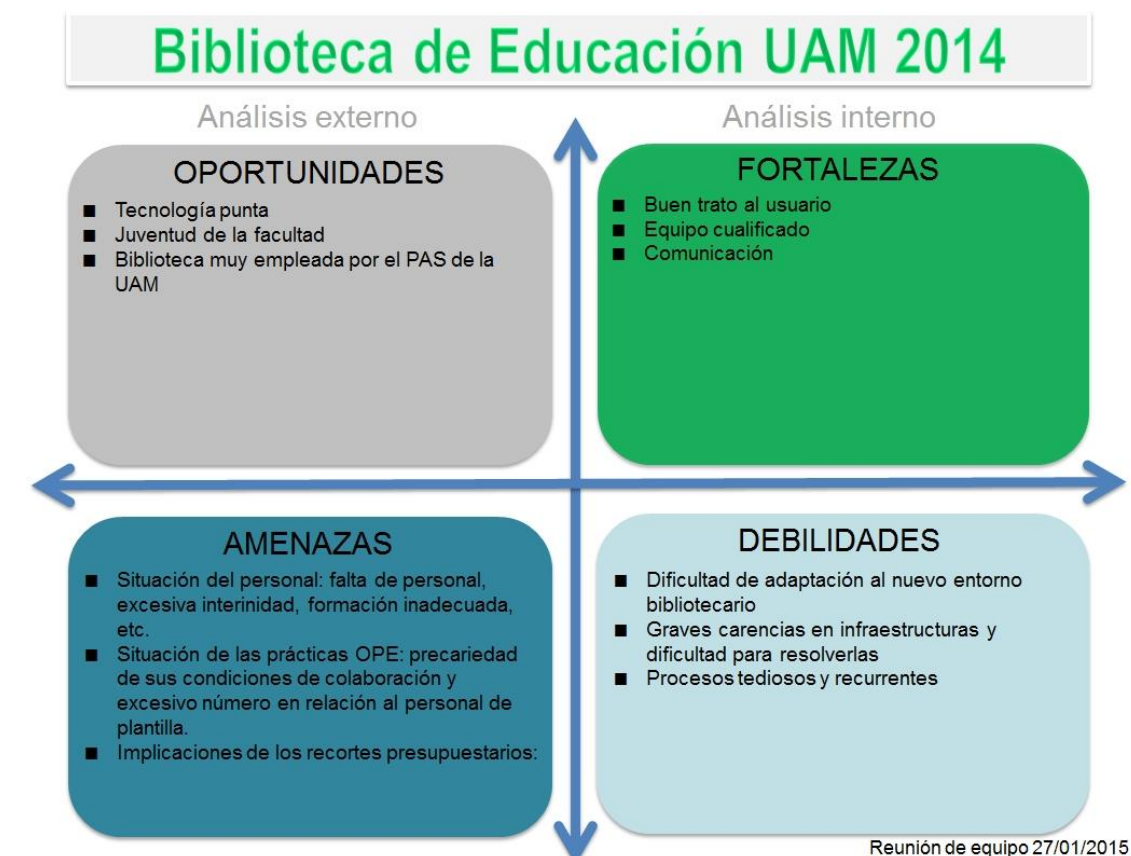 Biblioteca de Educación UAM 2014
Análisis externo
Análisis interno
OPORTUNIDADES
■ Tecnología punta
■ Juventud de la facultad
■ Biblioteca muy empleada por el PAS de la
UAM
FORTALEZAS
■ Buen trato al usuario
■ Equipo cualificado
■ Comunicación
AMENAZAS
■ Situación del personal: falta de personal,
excesiva interinidad, formación inadecuada,
etc.
■ Situación de las prácticas OPE: precariedad
de sus condiciones de colaboración y
excesivo número en relación al personal de
plantilla.
■ Implicaciones de los recortes presupuestarios:
DEBILIDADES
■ Dificultad de adaptación al nuevo entorno
bibliotecario
■ Graves carencias en infraestructuras y
dificultad para resolverlas
■ Procesos tediosos y recurrentes
Reunión de equipo 27/01/2015